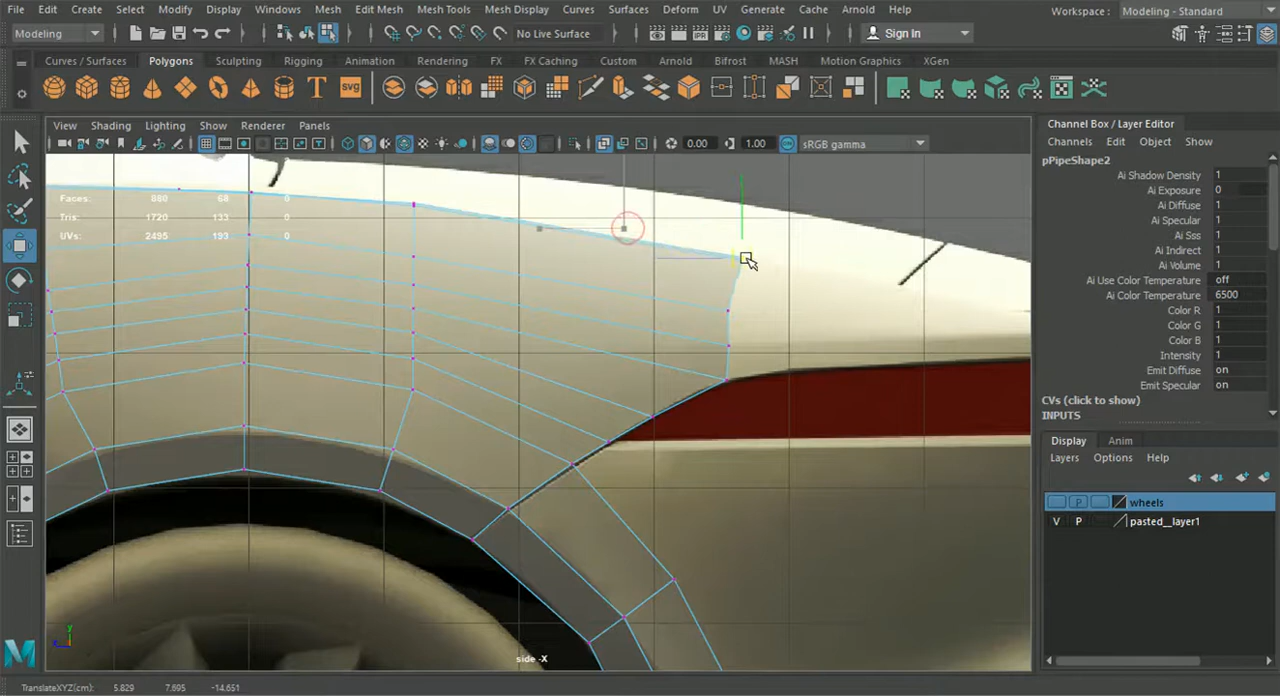 File Edit Create Select Modify Display Windows Mesh Edit Mesh Mesh Tools Mesh Display Curves Surfaces Deform UV Generate Cache Arnold Help Workspace: Modeling - Standard
Modeling No Live Surface Sign In
Curves / Surfaces Polygons Sculpting Rigging Animation Rendering FX FX Caching Custom Arnold Bifrost MASH Motion Graphics XGen
T SVG
View Shading Lighting Show Renderer Panels
0.00 1.00 sRGB gamma
Faces: 880 68 0
Tris: 1720 133 0
UVs: 2495 193 0
side -X
TranslateXYZ(cm): 5.829 7.695 -14.651
Channel Box / Layer Editor
Channels Edit Object Show
pPipeShape2
Ai Shadow Density 1
Ai Exposure 0
Ai Diffuse 1
Ai Specular 1
Ai Sss 1
Ai Indirect 1
Ai Volume 1
Ai Use Color Temperature off
Ai Color Temperature 6500
Color R 1
Color G 1
Color B 1
Intensity 1
Emit Diffuse on
Emit Specular on
CVs (click to show)
INPUTS
Display Anim
Layers Options Help
P wheels
V P pasted__layer1